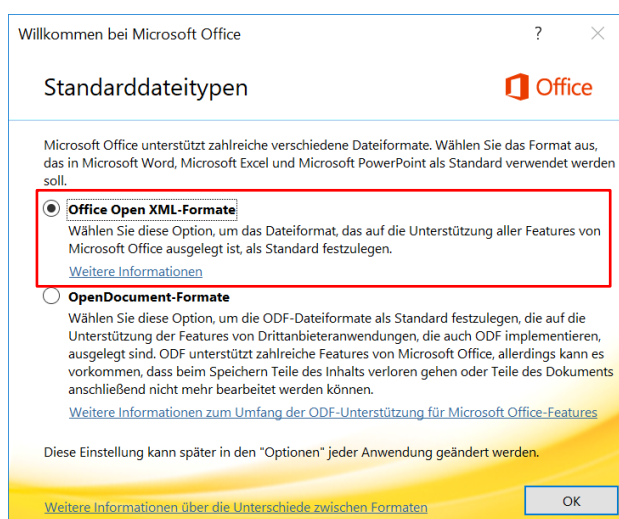 Willkommen bei Microsoft Office ?
Standarddateitypen
Office
Microsoft Office unterstützt zahlreiche verschiedene Dateiformate. Wählen Sie das Format aus,
das in Microsoft Word, Microsoft Excel und Microsoft PowerPoint als Standard verwendet werden
soll.
Office Open XML-Formate
Wählen Sie diese Option, um das Dateiformat, das auf die Unterstützung aller Features von
Microsoft Office ausgelegt ist, als Standard festzulegen.
Weitere Informationen
OpenDocument-Formate
Wählen Sie diese Option, um die ODF-Dateiformate als Standard festzulegen, die auf die
Unterstützung der Features von Drittanbieteranwendungen, die auch ODF implementieren,
ausgelegt sind. ODF unterstützt zahlreiche Features von Microsoft Office, allerdings kann es
vorkommen, dass beim Speichern Teile des Inhalts verloren gehen oder Teile des Dokuments
anschließend nicht mehr bearbeitet werden können.
Weitere Informationen zum Umfang der ODF-Unterstützung für Microsoft Office-Features
Diese Einstellung kann später in den "Optionen" jeder Anwendung geändert werden.
Weitere Informationen über die Unterschiede zwischen Formaten
OK